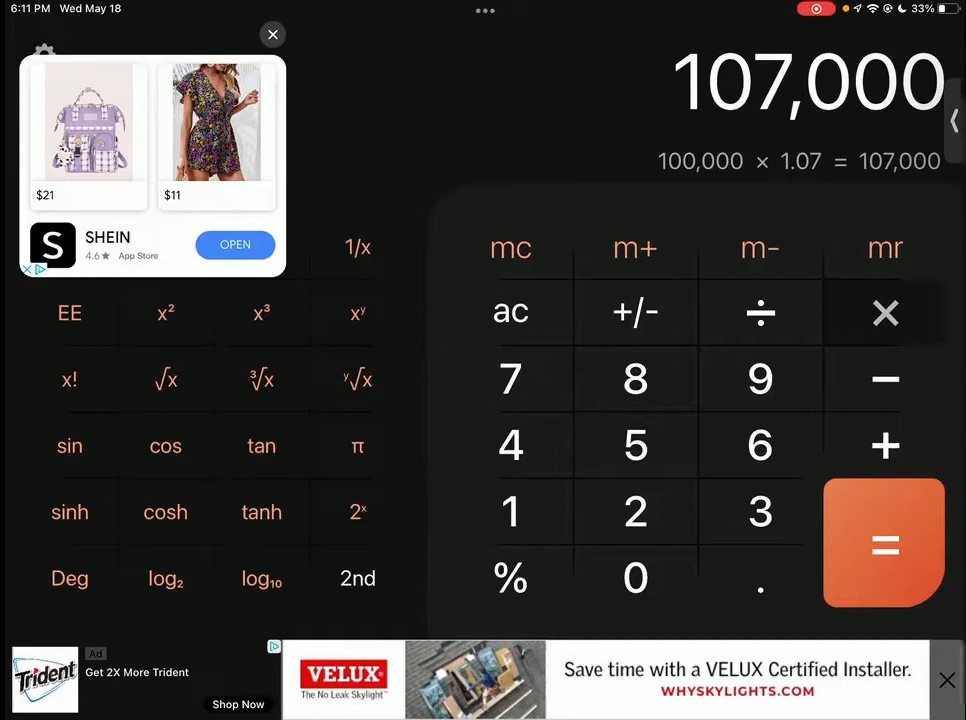 6:11 PM Wed May 18
33%
107,000
100,000 × 1.07 = 107,000
$21
$11
S
SHEIN
4.6★ App Store
OPEN
1/x
mc m+ m- mr
EE x² x³ xʸ
ac +/- ÷ ×
x! √x ³√x ʸ√x
7 8 9 −
sin cos tan π
4 5 6 +
sinh cosh tanh 2ˣ
1 2 3 =
Deg log₂ log₁₀ 2nd
% 0 .
Trident
Ad
Get 2X More Trident
Shop Now
VELUX®
The No Leak Skylight™
Save time with a VELUX Certified Installer.
WHYSKYLIGHTS.COM